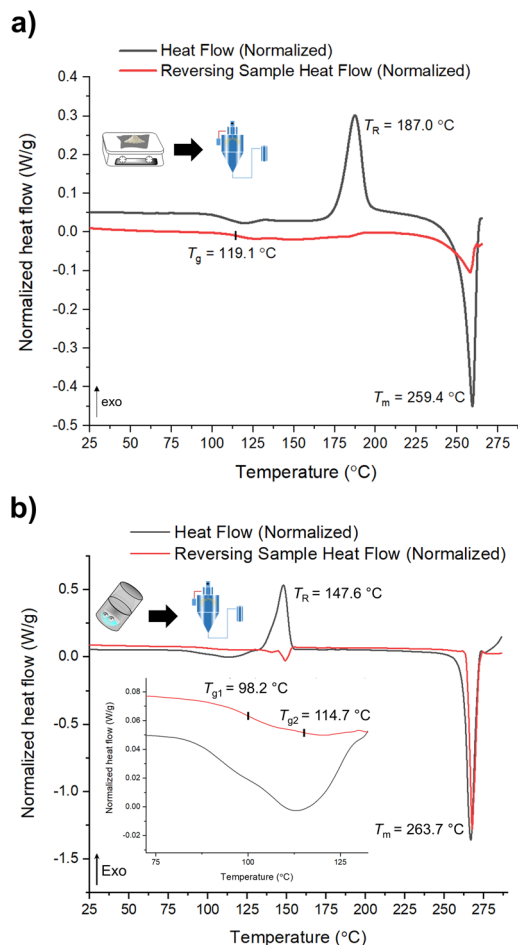 a)
Heat Flow (Normalized)
Reversing Sample Heat Flow (Normalized)
Normalized heat flow (W/g)
0.4
0.3
0.2
0.1
0.0
-0.1
-0.2
-0.3
-0.4
-0.5
TR = 187.0 °C
Tg = 119.1 °C
Tm = 259.4 °C
exo
25 50 75 100 125 150 175 200 225 250 275
Temperature (°C)
b)
Heat Flow (Normalized)
Reversing Sample Heat Flow (Normalized)
Normalized heat flow (W/g)
0.5
0.0
-0.5
-1.0
-1.5
TR = 147.6 °C
Normalized heat flow (W/g)
0.08
0.06
0.04
0.02
0.00
-0.02
Tg1 = 98.2 °C
Tg2 = 114.7 °C
75 100 125
Temperature (°C)
Tm = 263.7 °C
Exo
25 50 75 100 125 150 175 200 225 250 275
Temperature (°C)